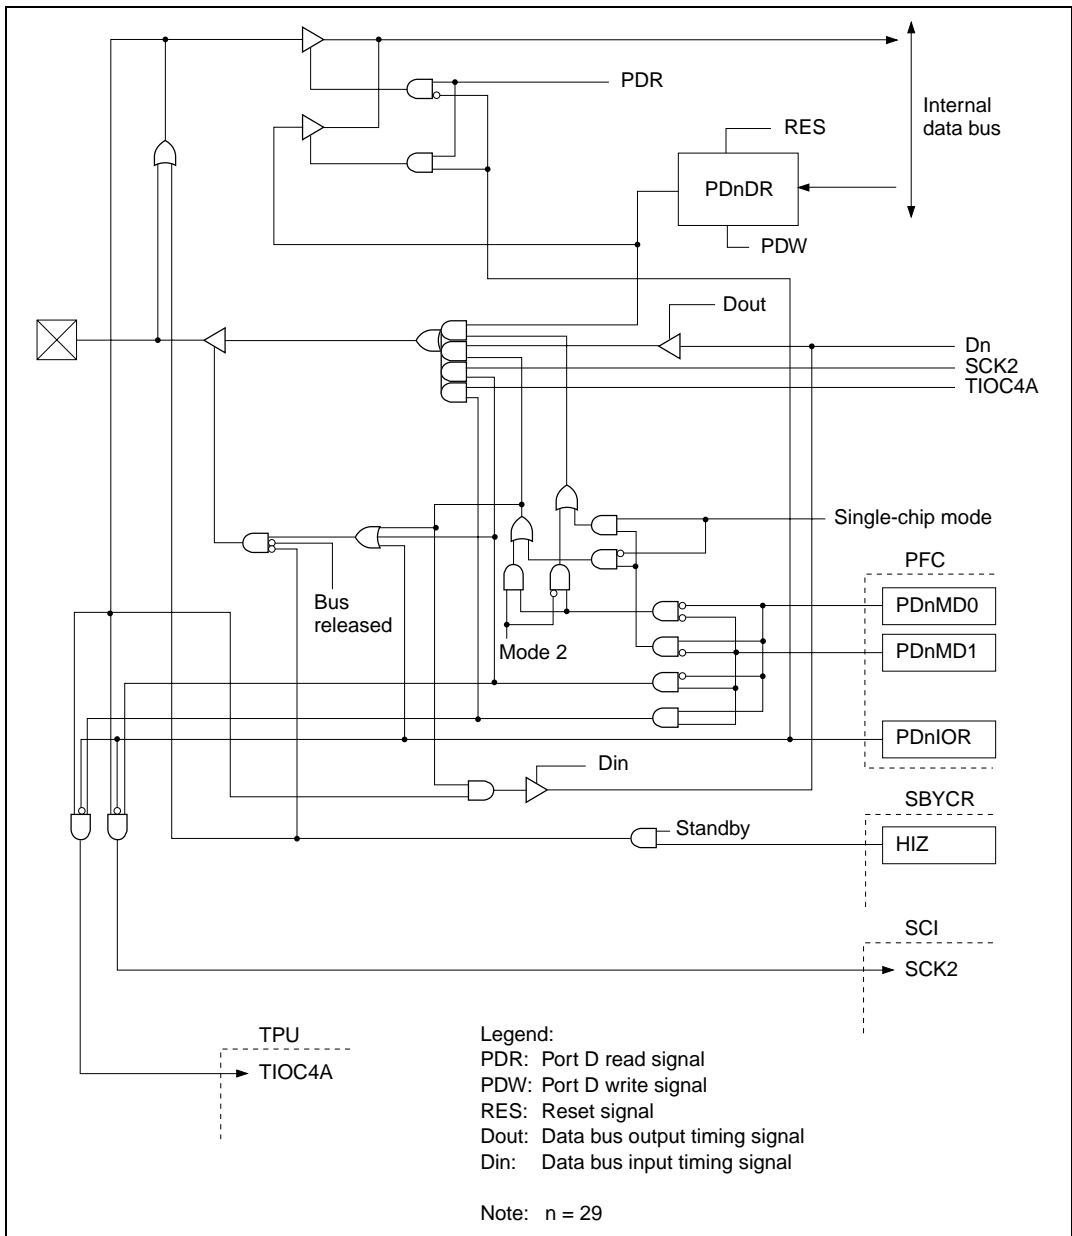 PDR
Internal
data bus
RES
PDnDR
PDW
Dout
Dn
SCK2
TIOC4A
Single-chip mode
PFC
PDnMD0
Bus
released
Mode 2
PDnMD1
PDnIOR
Din
SBYCR
Standby
HIZ
SCI
SCK2
TPU
TIOC4A
Legend:
PDR: Port D read signal
PDW: Port D write signal
RES: Reset signal
Dout: Data bus output timing signal
Din: Data bus input timing signal
Note: n = 29